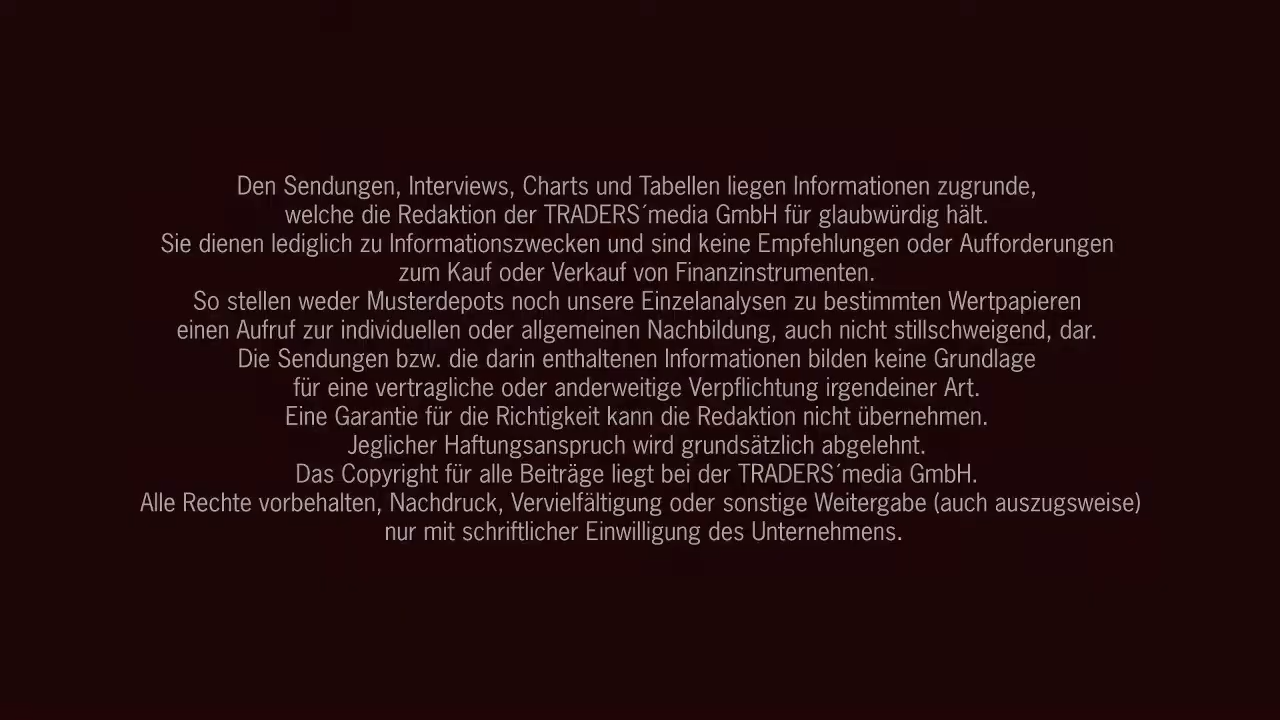 Den Sendungen, Interviews, Charts und Tabellen liegen Informationen zugrunde,
welche die Redaktion der TRADERS´media GmbH für glaubwürdig hält.
Sie dienen lediglich zu Informationszwecken und sind keine Empfehlungen oder Aufforderungen
zum Kauf oder Verkauf von Finanzinstrumenten.
So stellen weder Musterdepots noch unsere Einzelanalysen zu bestimmten Wertpapieren
einen Aufruf zur individuellen oder allgemeinen Nachbildung, auch nicht stillschweigend, dar.
Die Sendungen bzw. die darin enthaltenen Informationen bilden keine Grundlage
für eine vertragliche oder anderweitige Verpflichtung irgendeiner Art.
Eine Garantie für die Richtigkeit kann die Redaktion nicht übernehmen.
Jeglicher Haftungsanspruch wird grundsätzlich abgelehnt.
Das Copyright für alle Beiträge liegt bei der TRADERS´media GmbH.
Alle Rechte vorbehalten, Nachdruck, Vervielfältigung oder sonstige Weitergabe (auch auszugsweise)
nur mit schriftlicher Einwilligung des Unternehmens.